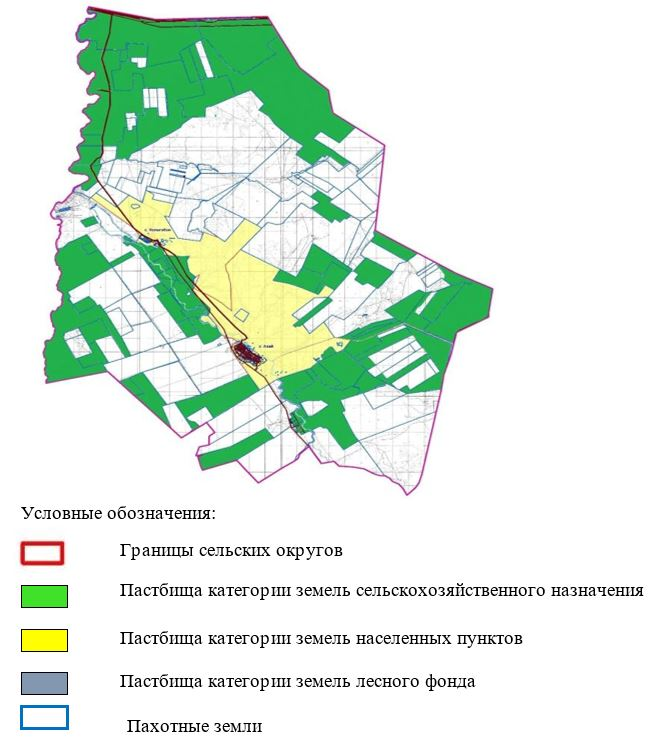 Условные обозначения:
Границы сельских округов
Пастбища категории земель сельскохозяйственного назначения
Пастбища категории земель населенных пунктов
Пастбища категории земель лесного фонда
Пахотные земли